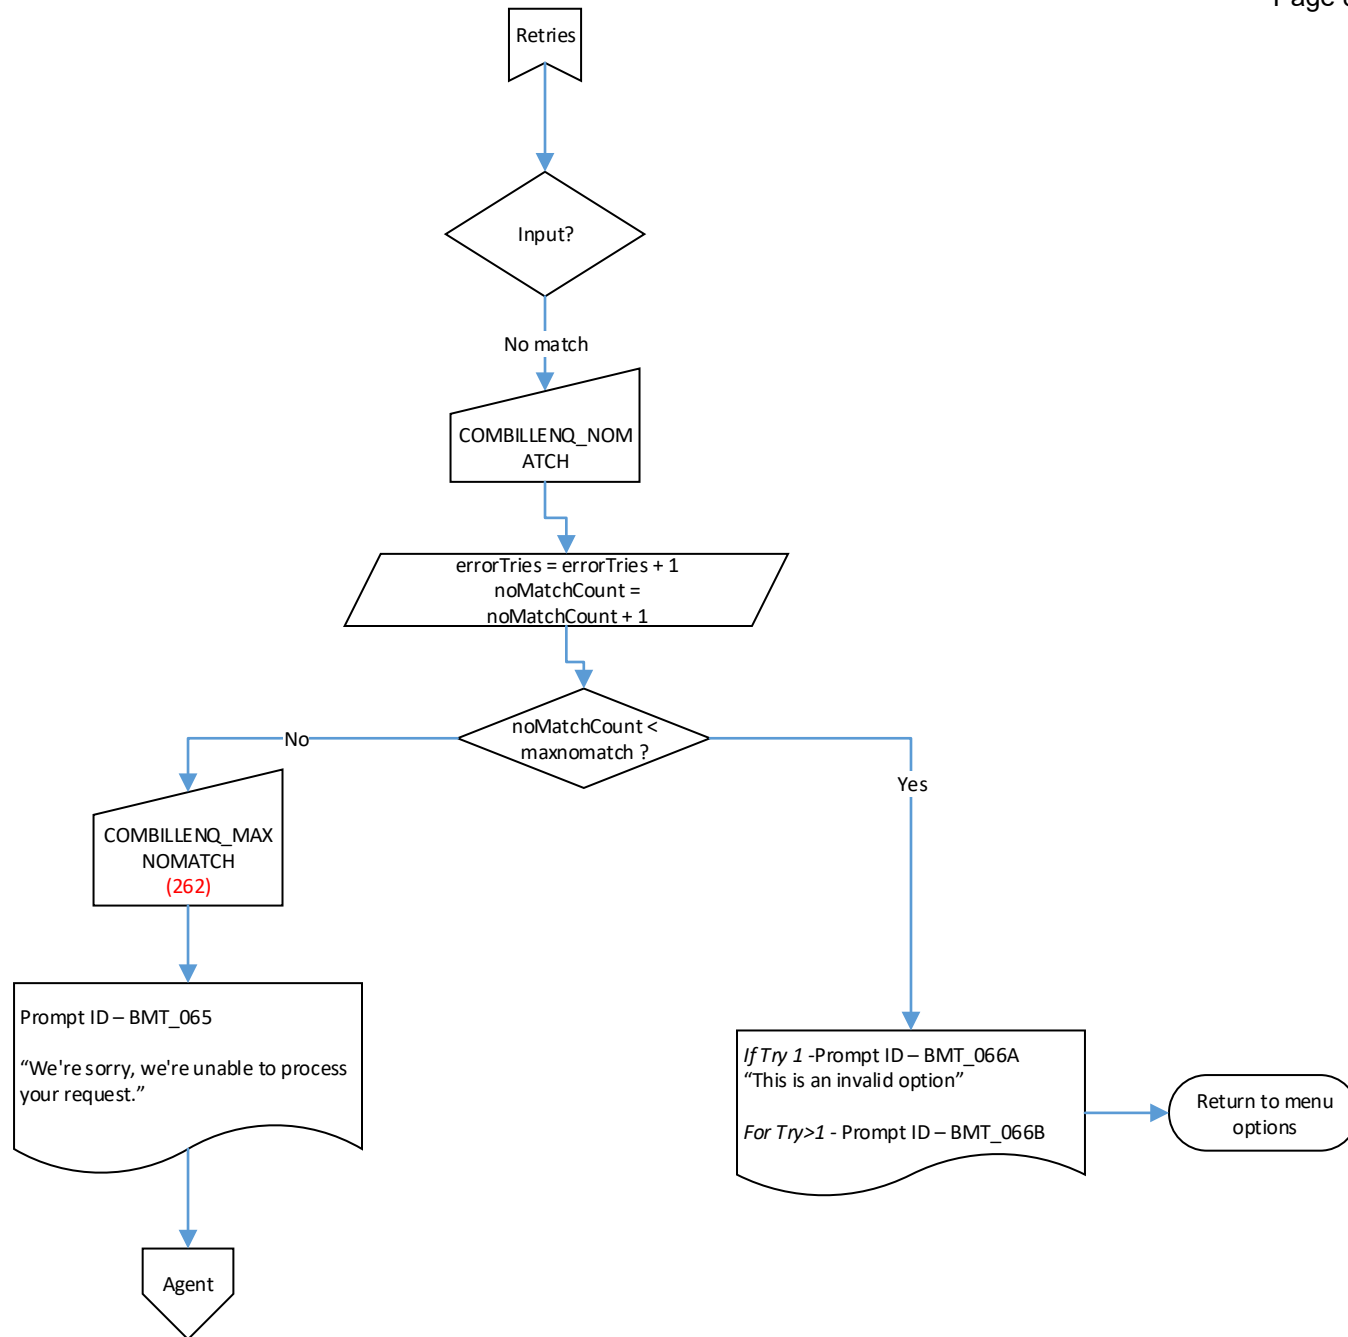 Page
Retries
Input?
No match
COMBILLENQ_NOM
ATCH
errorTries = errorTries + 1
noMatchCount =
noMatchCount + 1
noMatchCount <
maxnomatch ?
No
Yes
COMBILLENQ_MAX
NOMATCH
(262)
Prompt ID – BMT_065
“We're sorry, we're unable to process
your request.”
If Try 1 -Prompt ID – BMT_066A
“This is an invalid option”
For Try>1 - Prompt ID – BMT_066B
Return to menu
options
Agent